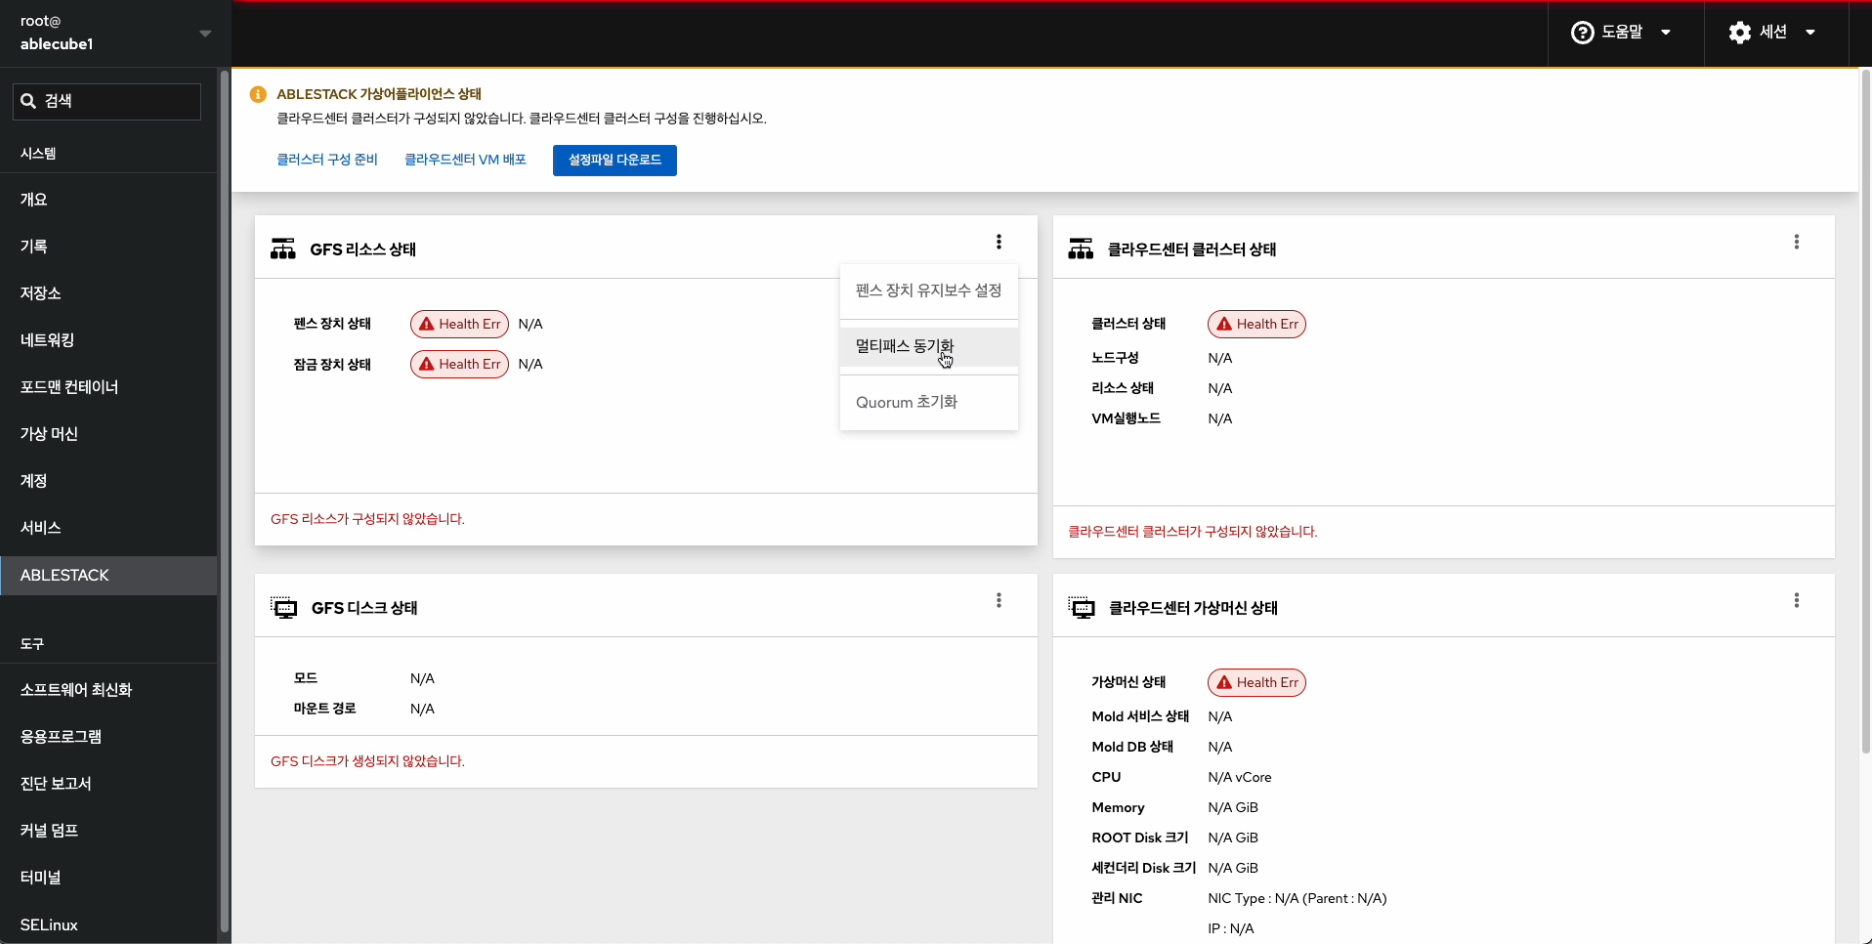 root@
ablecube1
도움말
세션
검색
시스템
개요
기록
저장소
네트워킹
포드맨 컨테이너
가상 머신
계정
서비스
ABLESTACK
도구
소프트웨어 최신화
응용프로그램
진단 보고서
커널 덤프
터미널
SELinux
ABLESTACK 가상어플라이언스 상태
클라우드센터 클러스터가 구성되지 않았습니다. 클라우드센터 클러스터 구성을 진행하십시오.
클러스터 구성 준비
클라우드센터 VM 배포
설정파일 다운로드
GFS 리소스 상태
펜스 장치 유지보수 설정
멀티패스 동기화
Quorum 초기화
펜스 장치 상태 Health Err N/A
잠금 장치 상태 Health Err N/A
GFS 리소스가 구성되지 않았습니다.
클라우드센터 클러스터 상태
클러스터 상태 Health Err
노드구성 N/A
리소스 상태 N/A
VM실행노드 N/A
클라우드센터 클러스터가 구성되지 않았습니다.
GFS 디스크 상태
모드 N/A
마운트 경로 N/A
GFS 디스크가 생성되지 않았습니다.
클라우드센터 가상머신 상태
가상머신 상태 Health Err
Mold 서비스 상태 N/A
Mold DB 상태 N/A
CPU N/A vCore
Memory N/A GiB
ROOT Disk 크기 N/A GiB
세컨더리 Disk 크기 N/A GiB
관리 NIC NIC Type : N/A (Parent : N/A)
IP : N/A